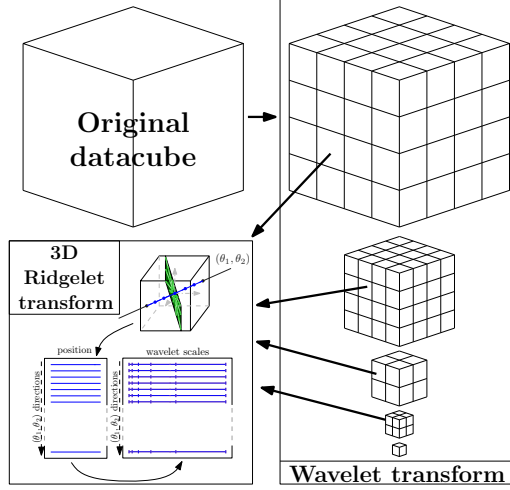 Original
datacube
3D
Ridgelet
transform
(θ₁, θ₂)
position
wavelet scales
(θ₁,θ₂) directions
(θ₁,θ₂) directions
Wavelet transform